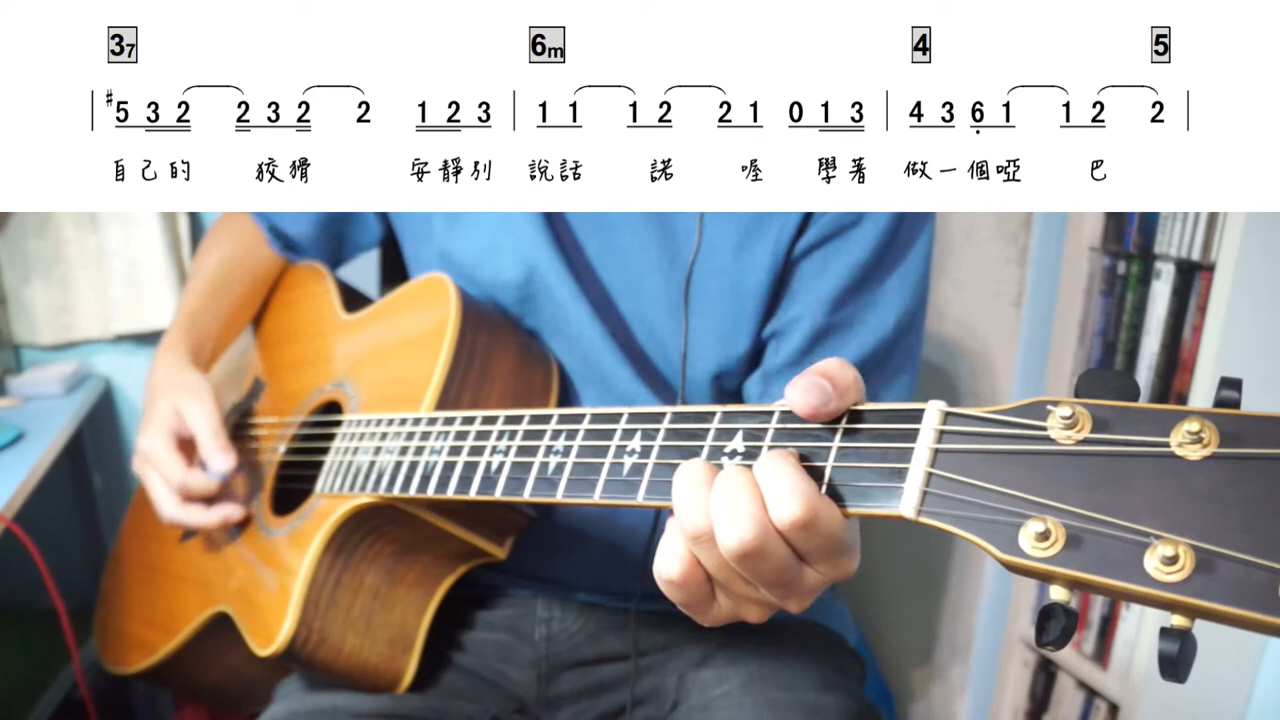 3₇ 6m 4 5
#5 3 2 2 3 2 2 1 2 3 1 1 1 2 2 1 0 1 3 4 3 6 1 1 2 2
自己的 狡猾 安靜別 說話 諾 喔 學著 做一個啞 巴